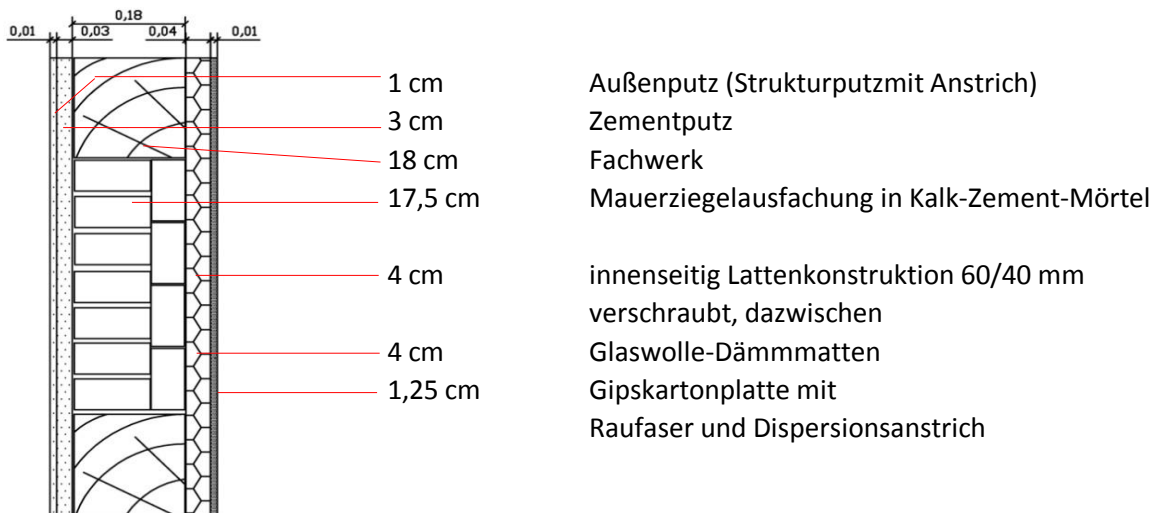 0,18
0,01 0,03 0,04 0,01
1 cm Außenputz (Strukturputzmit Anstrich)
3 cm Zementputz
18 cm Fachwerk
17,5 cm Mauerziegelausfachung in Kalk-Zement-Mörtel
4 cm innenseitig Lattenkonstruktion 60/40 mm
verschraubt, dazwischen
4 cm Glaswolle-Dämmmatten
1,25 cm Gipskartonplatte mit
Raufaser und Dispersionsanstrich